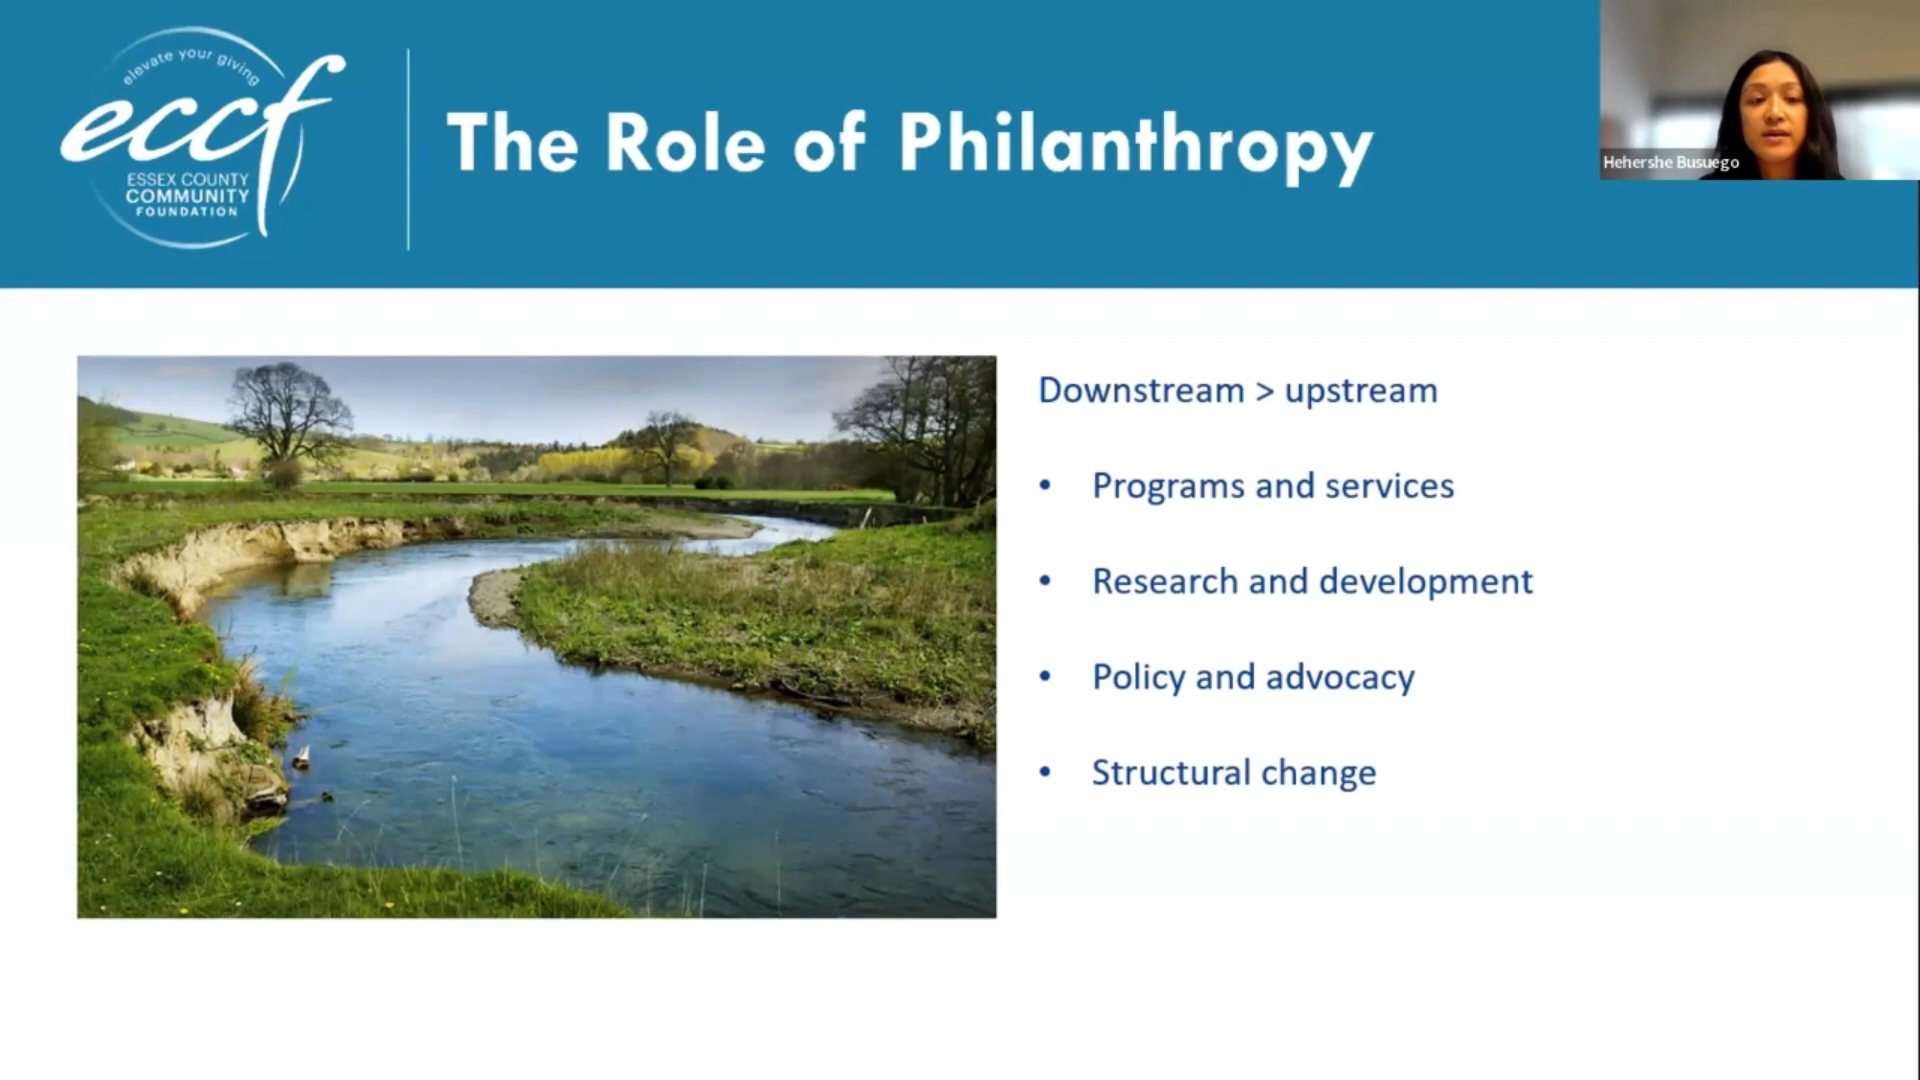 elevate your giving
eccf
ESSEX COUNTY
COMMUNITY
FOUNDATION
The Role of Philanthropy
Hehershe Busuego
Downstream > upstream
• Programs and services
• Research and development
• Policy and advocacy
• Structural change